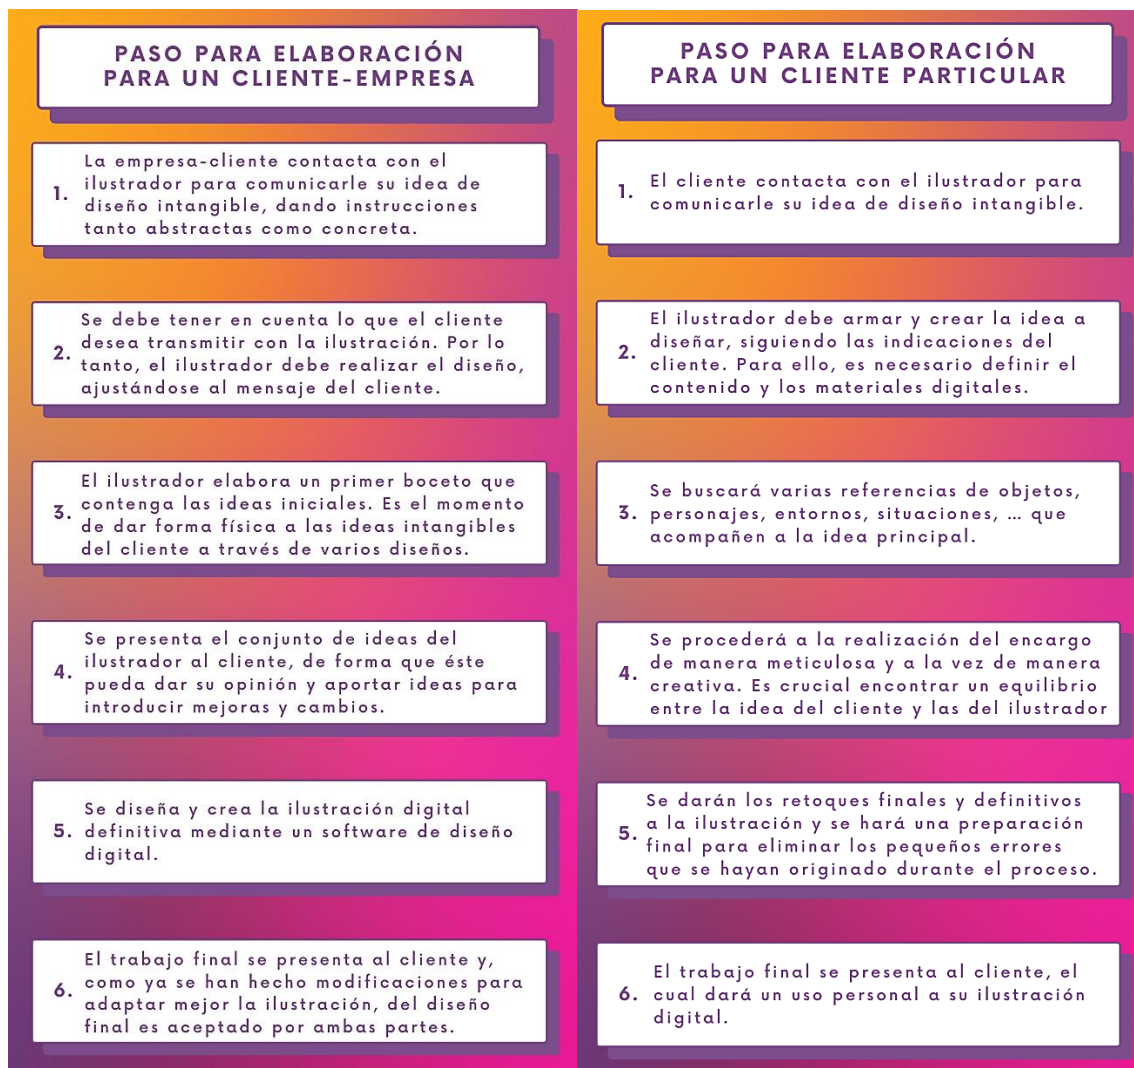 PASO PARA ELABORACIÓN
PARA UN CLIENTE-EMPRESA
1.
La empresa-cliente contacta con el
ilustrador para comunicarle su idea de
diseño intangible, dando instrucciones
tanto abstractas como concreta.
2.
Se debe tener en cuenta lo que el cliente
desea transmitir con la ilustración. Por lo
tanto, el ilustrador debe realizar el diseño,
ajustándose al mensaje del cliente.
3.
El ilustrador elabora un primer boceto que
contenga las ideas iniciales. Es el momento
de dar forma física a las ideas intangibles
del cliente a través de varios diseños.
4.
Se presenta el conjunto de ideas del
ilustrador al cliente, de forma que éste
pueda dar su opinión y aportar ideas para
introducir mejoras y cambios.
5.
Se diseña y crea la ilustración digital
definitiva mediante un software de diseño
digital.
6.
El trabajo final se presenta al cliente y,
como ya se han hecho modificaciones para
adaptar mejor la ilustración, del diseño
final es aceptado por ambas partes.
PASO PARA ELABORACIÓN
PARA UN CLIENTE PARTICULAR
1.
El cliente contacta con el ilustrador para
comunicarle su idea de diseño intangible.
2.
El ilustrador debe armar y crear la idea a
diseñar, siguiendo las indicaciones del
cliente. Para ello, es necesario definir el
contenido y los materiales digitales.
3.
Se buscará varias referencias de objetos,
personajes, entornos, situaciones, ... que
acompañen a la idea principal.
4.
Se procederá a la realización del encargo
de manera meticulosa y a la vez de manera
creativa. Es crucial encontrar un equilibrio
entre la idea del cliente y las del ilustrador
5.
Se darán los retoques finales y definitivos
a la ilustración y se hará una preparación
final para eliminar los pequeños errores
que se hayan originado durante el proceso.
6.
El trabajo final se presenta al cliente, el
cual dará un uso personal a su ilustración
digital.